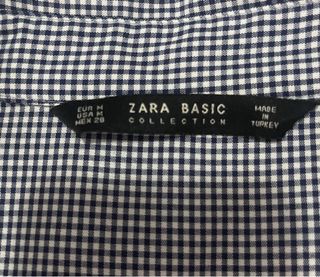 EUR M
USA M
MEX 28
ZARA BASIC
COLLECTION
MADE
IN
TURKEY